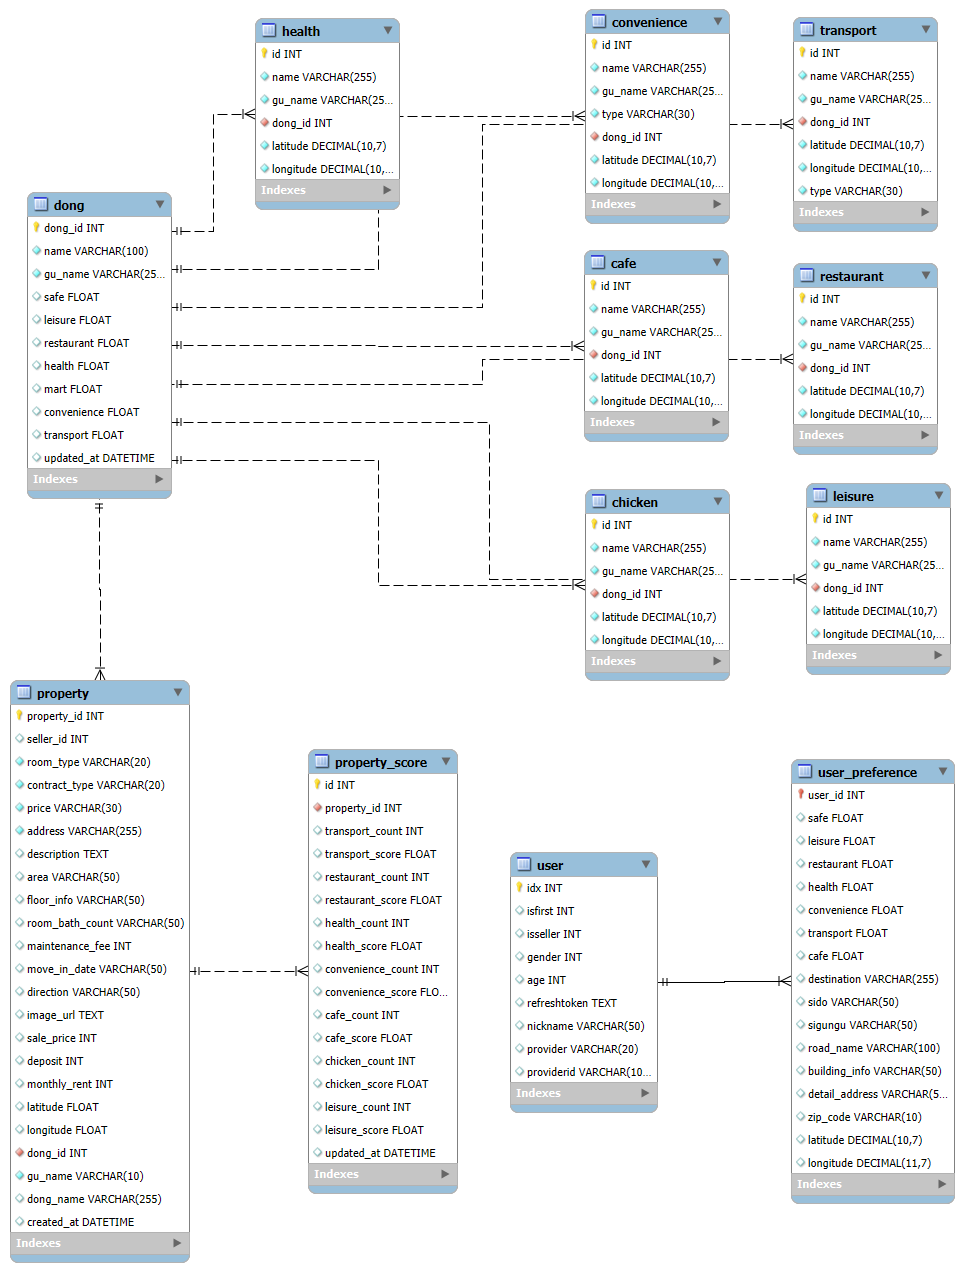 health
id INT
name VARCHAR(255)
gu_name VARCHAR(25...
dong_id INT
latitude DECIMAL(10,7)
longitude DECIMAL(10,...
Indexes
convenience
id INT
name VARCHAR(255)
gu_name VARCHAR(25...
type VARCHAR(30)
dong_id INT
latitude DECIMAL(10,7)
longitude DECIMAL(10,...
Indexes
transport
id INT
name VARCHAR(255)
gu_name VARCHAR(25...
dong_id INT
latitude DECIMAL(10,7)
longitude DECIMAL(10,...
type VARCHAR(30)
Indexes
dong
dong_id INT
name VARCHAR(100)
gu_name VARCHAR(25...
safe FLOAT
leisure FLOAT
restaurant FLOAT
health FLOAT
mart FLOAT
convenience FLOAT
transport FLOAT
updated_at DATETIME
Indexes
cafe
id INT
name VARCHAR(255)
gu_name VARCHAR(25...
dong_id INT
latitude DECIMAL(10,7)
longitude DECIMAL(10,...
Indexes
restaurant
id INT
name VARCHAR(255)
gu_name VARCHAR(25...
dong_id INT
latitude DECIMAL(10,7)
longitude DECIMAL(10,...
Indexes
chicken
id INT
name VARCHAR(255)
gu_name VARCHAR(25...
dong_id INT
latitude DECIMAL(10,7)
longitude DECIMAL(10,...
Indexes
leisure
id INT
name VARCHAR(255)
gu_name VARCHAR(25...
dong_id INT
latitude DECIMAL(10,7)
longitude DECIMAL(10,...
Indexes
property
property_id INT
seller_id INT
room_type VARCHAR(20)
contract_type VARCHAR(20)
price VARCHAR(30)
address VARCHAR(255)
description TEXT
area VARCHAR(50)
floor_info VARCHAR(50)
room_bath_count VARCHAR(50)
maintenance_fee INT
move_in_date VARCHAR(50)
direction VARCHAR(50)
image_url TEXT
sale_price INT
deposit INT
monthly_rent INT
latitude FLOAT
longitude FLOAT
dong_id INT
gu_name VARCHAR(10)
dong_name VARCHAR(255)
created_at DATETIME
Indexes
property_score
id INT
property_id INT
transport_count INT
transport_score FLOAT
restaurant_count INT
restaurant_score FLOAT
health_count INT
health_score FLOAT
convenience_count INT
convenience_score FLO...
cafe_count INT
cafe_score FLOAT
chicken_count INT
chicken_score FLOAT
leisure_count INT
leisure_score FLOAT
updated_at DATETIME
Indexes
user
idx INT
isfirst INT
isseller INT
gender INT
age INT
refreshtoken TEXT
nickname VARCHAR(50)
provider VARCHAR(20)
providerid VARCHAR(10...
Indexes
user_preference
user_id INT
safe FLOAT
leisure FLOAT
restaurant FLOAT
health FLOAT
convenience FLOAT
transport FLOAT
cafe FLOAT
destination VARCHAR(255)
sido VARCHAR(50)
sigungu VARCHAR(50)
road_name VARCHAR(100)
building_info VARCHAR(50)
detail_address VARCHAR(5...
zip_code VARCHAR(10)
latitude DECIMAL(10,7)
longitude DECIMAL(11,7)
Indexes